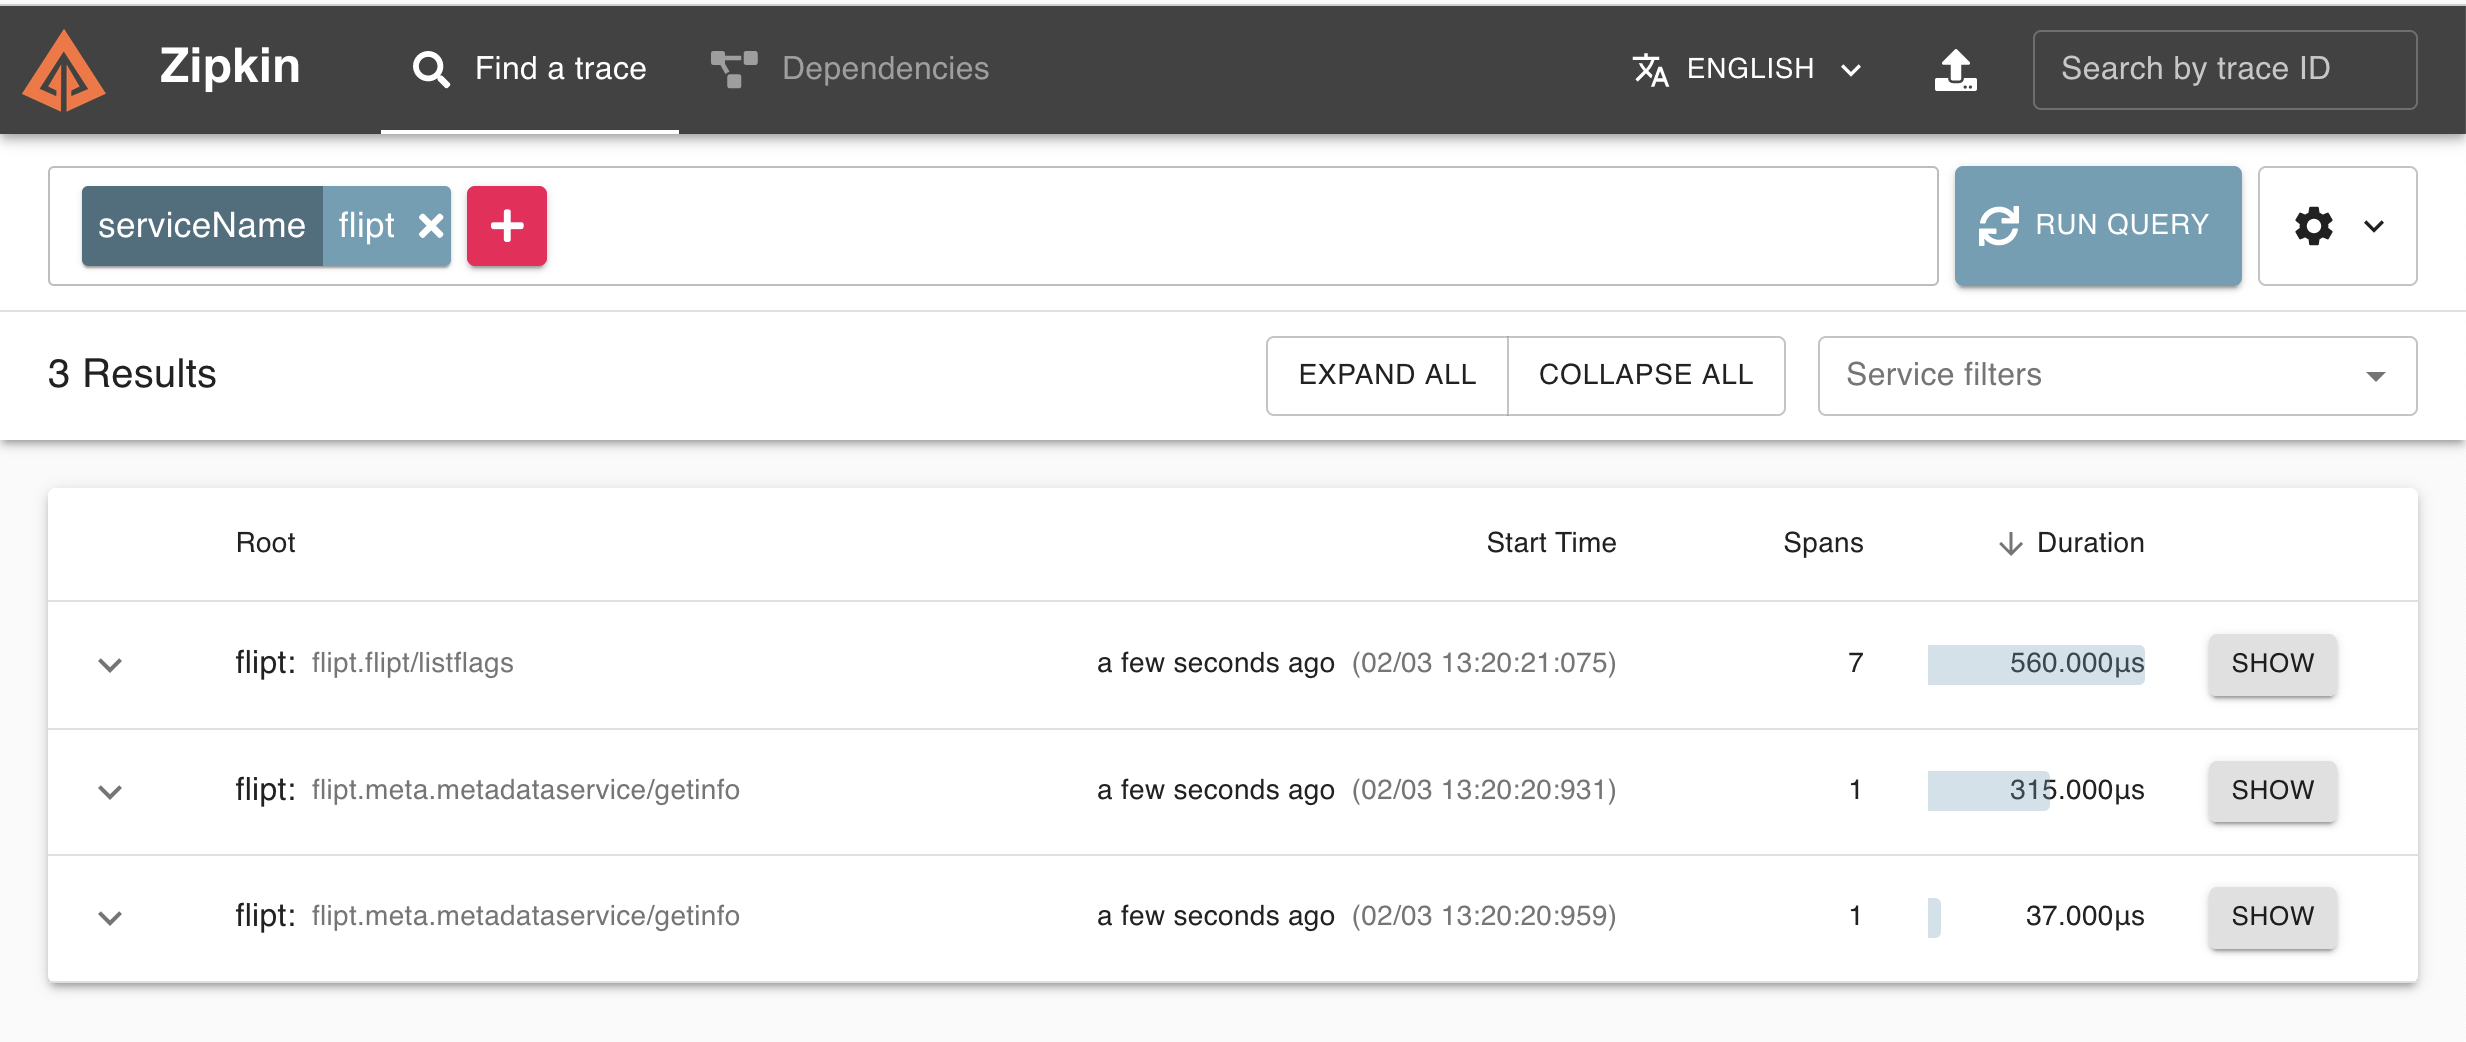 Zipkin Find a trace Dependencies ENGLISH Search by trace ID
serviceName flipt RUN QUERY
3 Results EXPAND ALL COLLAPSE ALL Service filters
Root Start Time Spans Duration
flipt: flipt.flipt/listflags a few seconds ago (02/03 13:20:21:075) 7 560.000μs SHOW
flipt: flipt.meta.metadataservice/getinfo a few seconds ago (02/03 13:20:20:931) 1 315.000μs SHOW
flipt: flipt.meta.metadataservice/getinfo a few seconds ago (02/03 13:20:20:959) 1 37.000μs SHOW